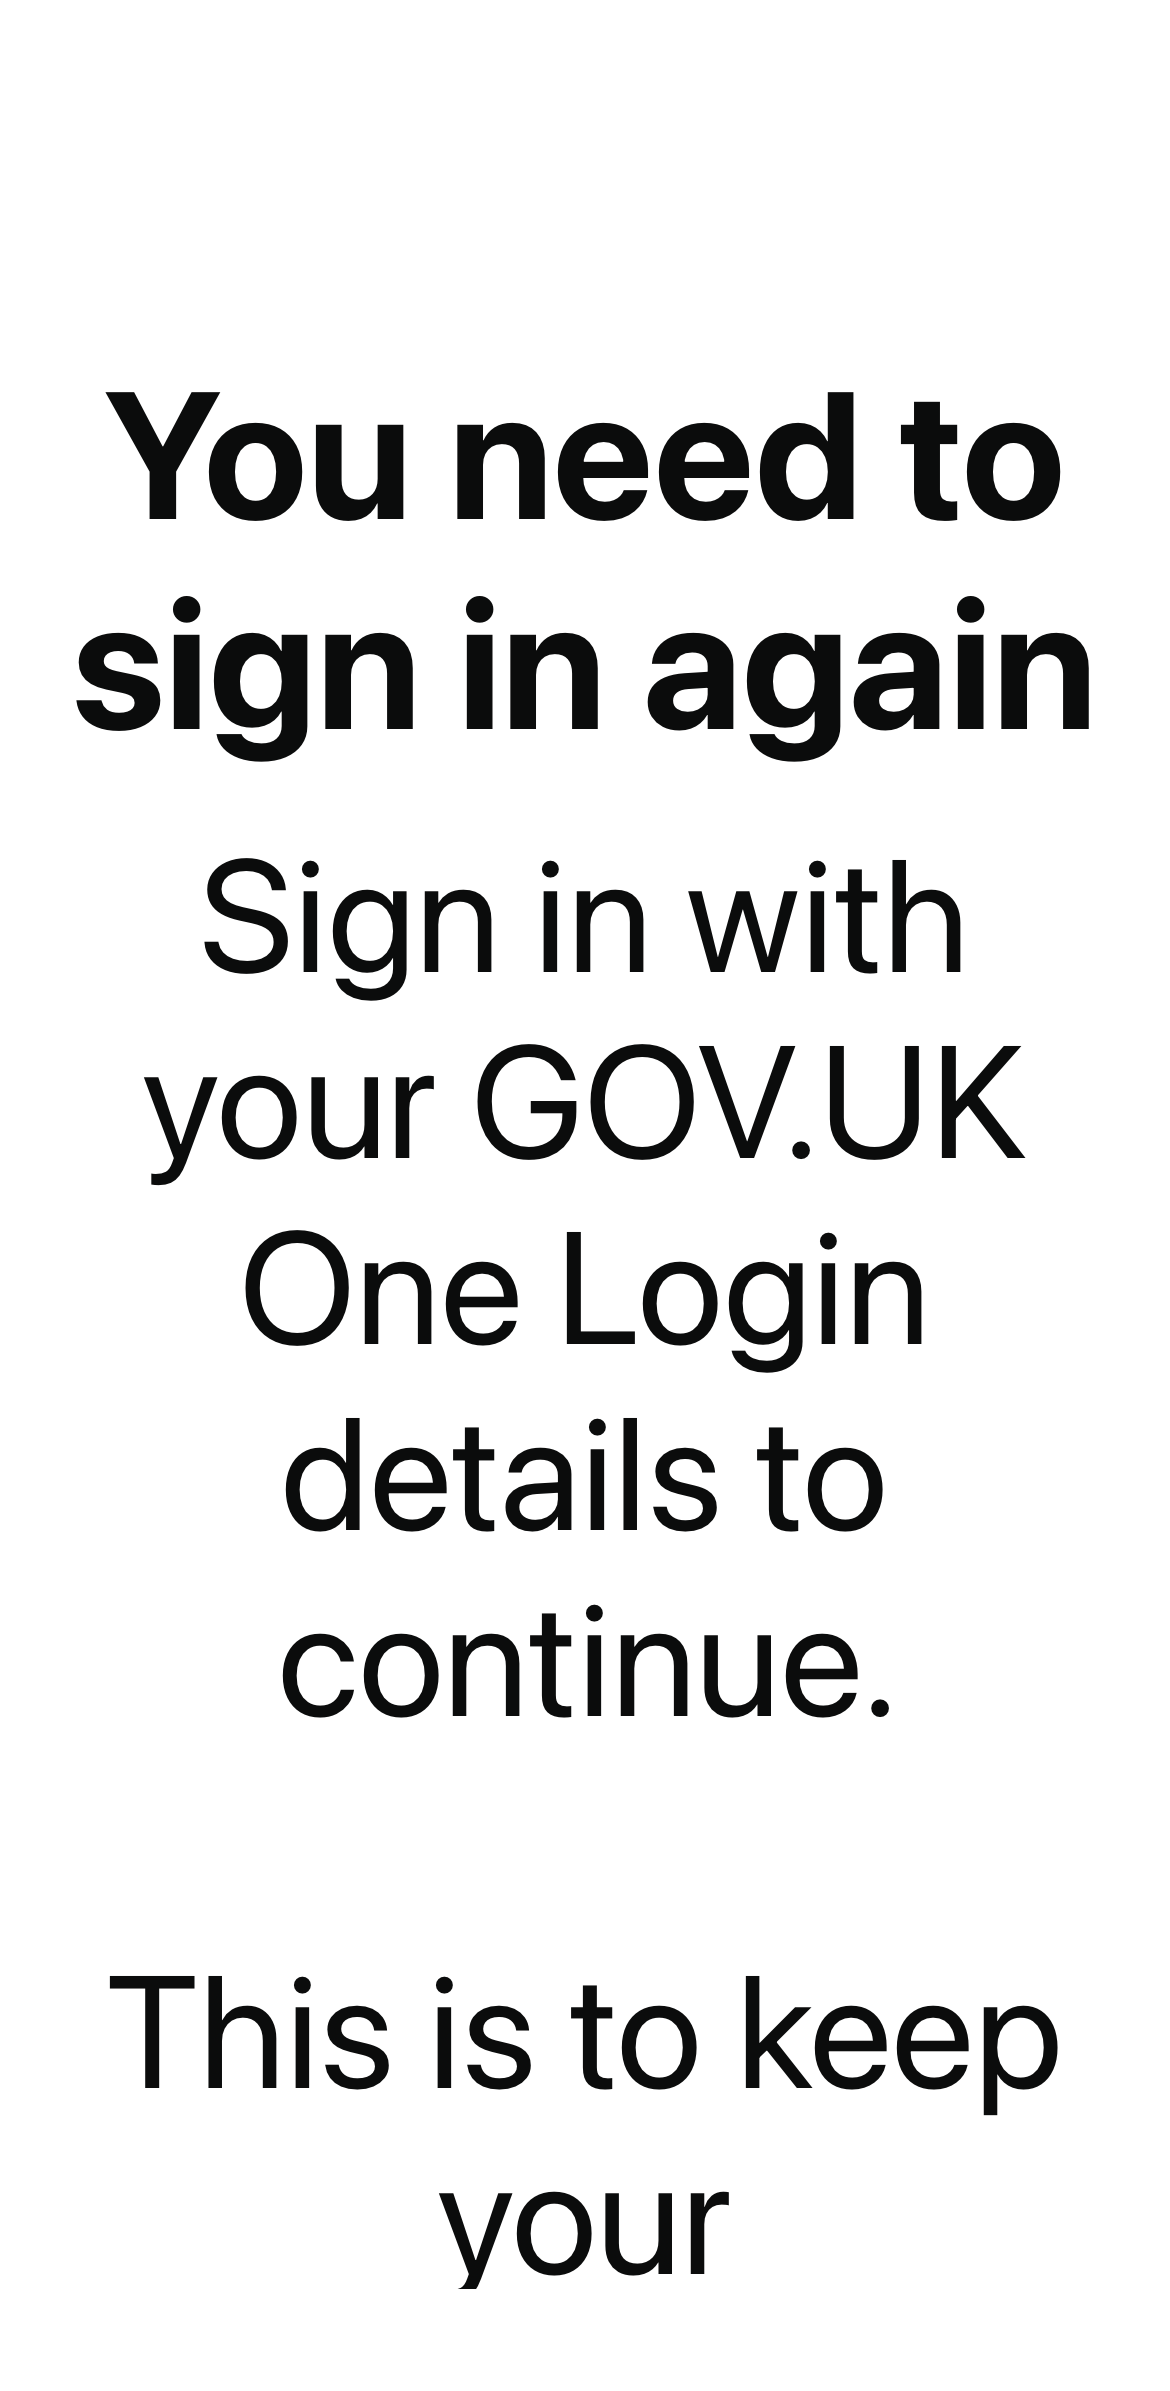 You need to
sign in again
Sign in with
your GOV.UK
One Login
details to
continue.
This is to keep
your